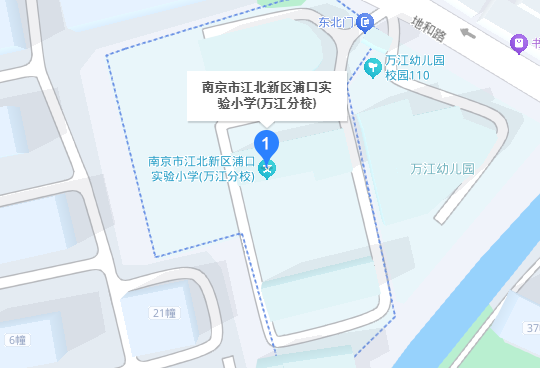 东北门
地和路
书
万江幼儿园
校园110
南京市江北新区浦口实
验小学(万江分校)
1
南京市江北新区浦口
实验小学(万江分校)
万江幼儿园
21幢
6幢
37